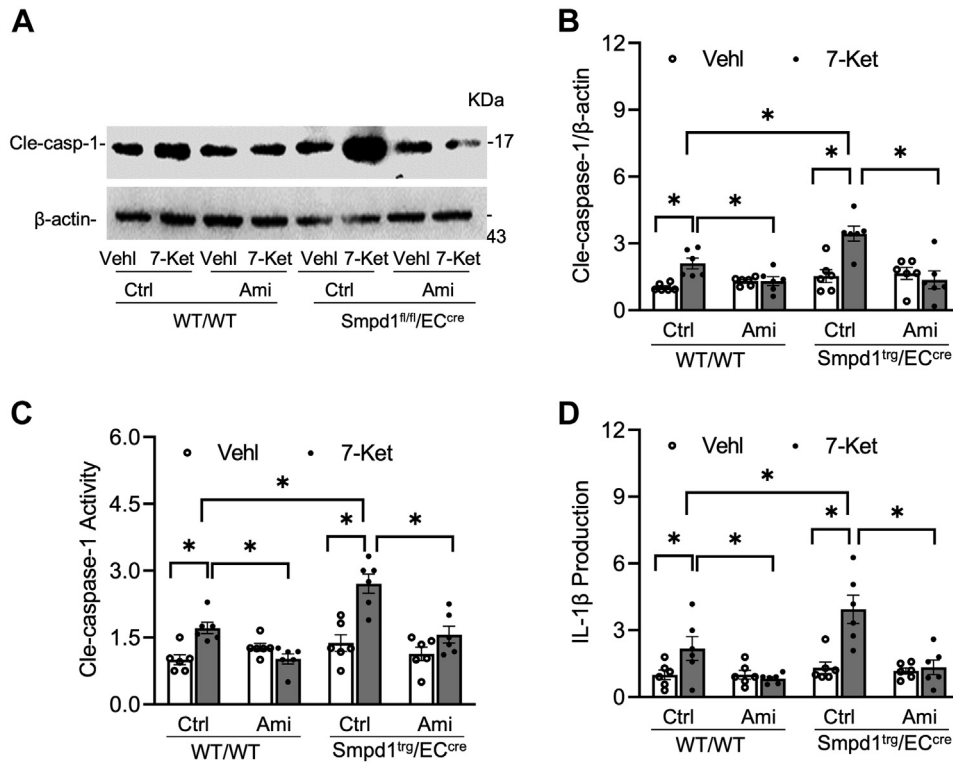 A
KDa
Cle-casp-1-
-17
β-actin-
-
43
Vehl 7-Ket Vehl 7-Ket Vehl 7-Ket Vehl 7-Ket
Ctrl Ami Ctrl Ami
WT/WT Smpd1fl/fl/ECcre
B
Vehl 7-Ket
Cle-caspase-1/β-actin
12
9
6
3
0
* * * * *
Ctrl Ami Ctrl Ami
WT/WT Smpd1trg/ECcre
C
Vehl 7-Ket
Cle-caspase-1 Activity
6.0
4.5
3.0
1.5
0.0
* * * * *
Ctrl Ami Ctrl Ami
WT/WT Smpd1trg/ECcre
D
Vehl 7-Ket
IL-1β Production
12
9
6
3
0
* * * * *
Ctrl Ami Ctrl Ami
WT/WT Smpd1trg/ECcre